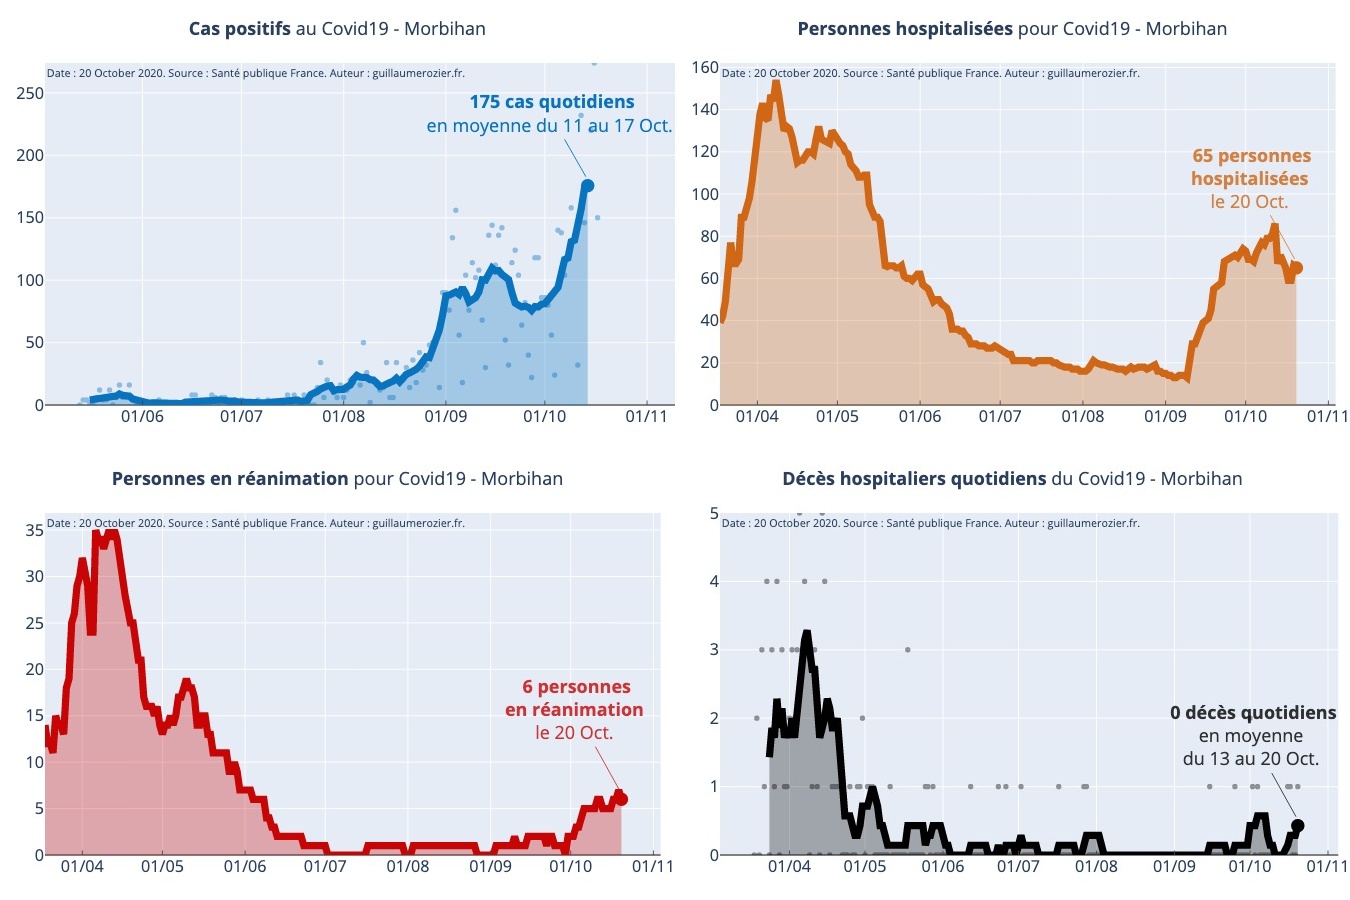 Cas positifs au Covid19 - Morbihan
Date : 20 October 2020. Source : Santé publique France. Auteur : guillaumerozier.fr.
250
200
150
100
50
0
175 cas quotidiens
en moyenne du 11 au 17 Oct.
01/06 01/07 01/08 01/09 01/10 01/11
Personnes hospitalisées pour Covid19 - Morbihan
Date : 20 October 2020. Source : Santé publique France. Auteur : guillaumerozier.fr.
160
140
120
100
80
60
40
20
0
65 personnes
hospitalisées
le 20 Oct.
01/04 01/05 01/06 01/07 01/08 01/09 01/10 01/11
Personnes en réanimation pour Covid19 - Morbihan
Date : 20 October 2020. Source : Santé publique France. Auteur : guillaumerozier.fr.
35
30
25
20
15
10
5
0
6 personnes
en réanimation
le 20 Oct.
01/04 01/05 01/06 01/07 01/08 01/09 01/10 01/11
Décès hospitaliers quotidiens du Covid19 - Morbihan
Date : 20 October 2020. Source : Santé publique France. Auteur : guillaumerozier.fr.
5
4
3
2
1
0
0 décès quotidiens
en moyenne
du 13 au 20 Oct.
01/04 01/05 01/06 01/07 01/08 01/09 01/10 01/11